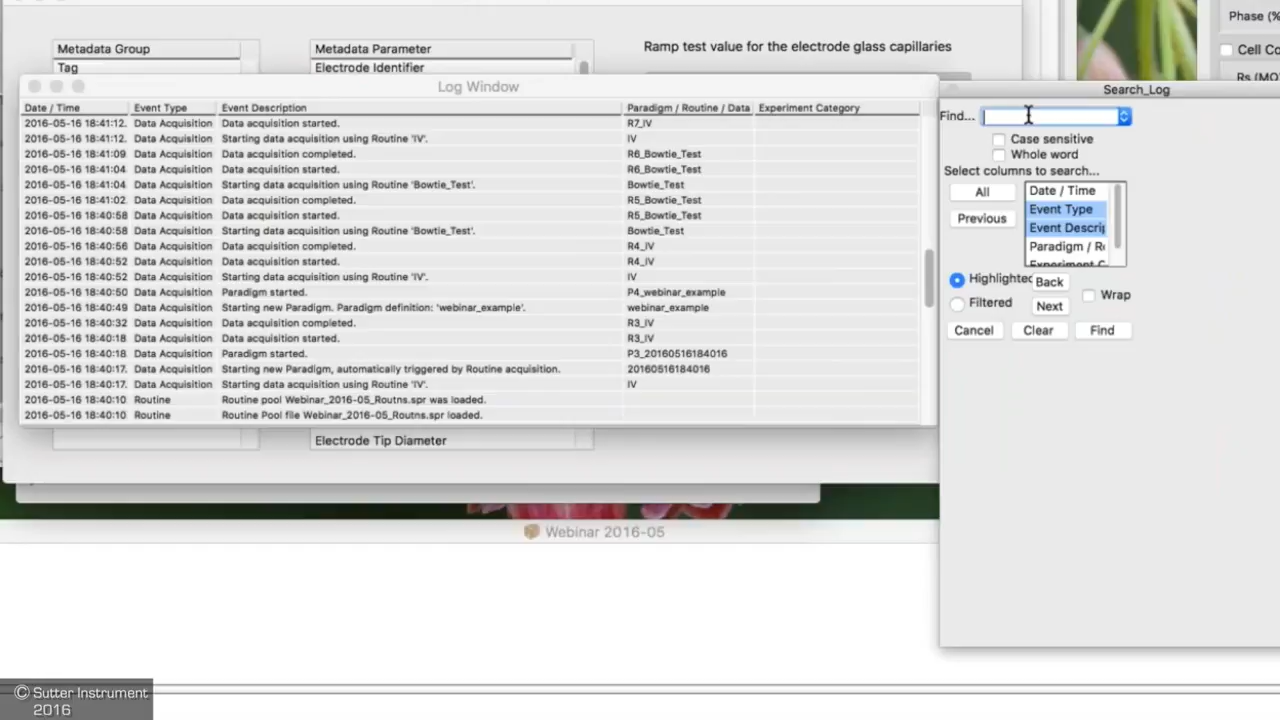 Metadata Group
Tag
Metadata Parameter
Electrode Identifier
Ramp test value for the electrode glass capillaries
Phase (%
Cell Co
Rs (MO
Log Window
Date / Time Event Type Event Description Paradigm / Routine / Data Experiment Category
2016-05-16 18:41:12. Data Acquisition Data acquisition started. R7_IV
2016-05-16 18:41:12. Data Acquisition Starting data acquisition using Routine 'IV'. IV
2016-05-16 18:41:09 Data Acquisition Data acquisition completed. R6_Bowtie_Test
2016-05-16 18:41:04 Data Acquisition Data acquisition started. R6_Bowtie_Test
2016-05-16 18:41:04 Data Acquisition Starting data acquisition using Routine 'Bowtie_Test'. Bowtie_Test
2016-05-16 18:41:02. Data Acquisition Data acquisition completed. R5_Bowtie_Test
2016-05-16 18:40:58 Data Acquisition Data acquisition started. R5_Bowtie_Test
2016-05-16 18:40:58 Data Acquisition Starting data acquisition using Routine 'Bowtie_Test'. Bowtie_Test
2016-05-16 18:40:56 Data Acquisition Data acquisition completed. R4_IV
2016-05-16 18:40:52 Data Acquisition Data acquisition started. R4_IV
2016-05-16 18:40:52 Data Acquisition Starting data acquisition using Routine 'IV'. IV
2016-05-16 18:40:50 Data Acquisition Paradigm started. P4_webinar_example
2016-05-16 18:40:49 Data Acquisition Starting new Paradigm. Paradigm definition: 'webinar_example'. webinar_example
2016-05-16 18:40:32 Data Acquisition Data acquisition completed. R3_IV
2016-05-16 18:40:18 Data Acquisition Data acquisition started. R3_IV
2016-05-16 18:40:18 Data Acquisition Paradigm started. P3_20160516184016
2016-05-16 18:40:17. Data Acquisition Starting new Paradigm, automatically triggered by Routine acquisition. 20160516184016
2016-05-16 18:40:17. Data Acquisition Starting data acquisition using Routine 'IV'. IV
2016-05-16 18:40:10 Routine Routine pool Webinar_2016-05_Routns.spr was loaded.
2016-05-16 18:40:10 Routine Routine Pool file Webinar_2016-05_Routns.spr loaded.
Electrode Tip Diameter
Search_Log
Find...
Case sensitive
Whole word
Select columns to search...
All
Previous
Date / Time
Event Type
Event Descrip
Paradigm / Ro
Experiment C
Highlighted
Filtered
Back
Next
Wrap
Cancel Clear Find
Webinar 2016-05
© Sutter Instrument
2016